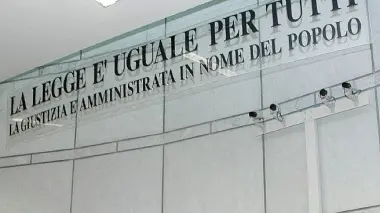 LA LEGGE E' UGUALE PER TUTTI
LA GIUSTIZIA E AMMINISTRATA IN NOME DEL POPOLO